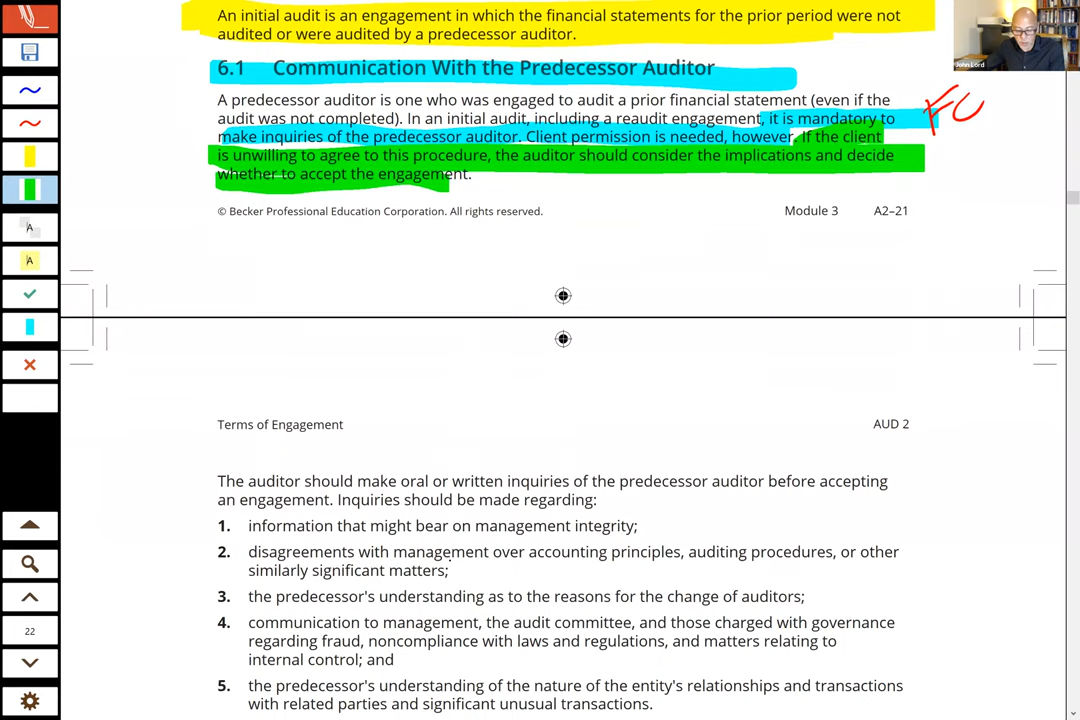 An initial audit is an engagement in which the financial statements for the prior period were not
audited or were audited by a predecessor auditor.
John Lord
6.1 Communication With the Predecessor Auditor
A predecessor auditor is one who was engaged to audit a prior financial statement (even if the
audit was not completed). In an initial audit, including a reaudit engagement, it is mandatory to
make inquiries of the predecessor auditor. Client permission is needed, however. If the client
is unwilling to agree to this procedure, the auditor should consider the implications and decide
whether to accept the engagement.
FC
© Becker Professional Education Corporation. All rights reserved.
Module 3
A2–21
A
A
Terms of Engagement
AUD 2
The auditor should make oral or written inquiries of the predecessor auditor before accepting
an engagement. Inquiries should be made regarding:
1. information that might bear on management integrity;
2. disagreements with management over accounting principles, auditing procedures, or other
similarly significant matters;
3. the predecessor's understanding as to the reasons for the change of auditors;
4. communication to management, the audit committee, and those charged with governance
regarding fraud, noncompliance with laws and regulations, and matters relating to
internal control; and
5. the predecessor's understanding of the nature of the entity's relationships and transactions
with related parties and significant unusual transactions.
22